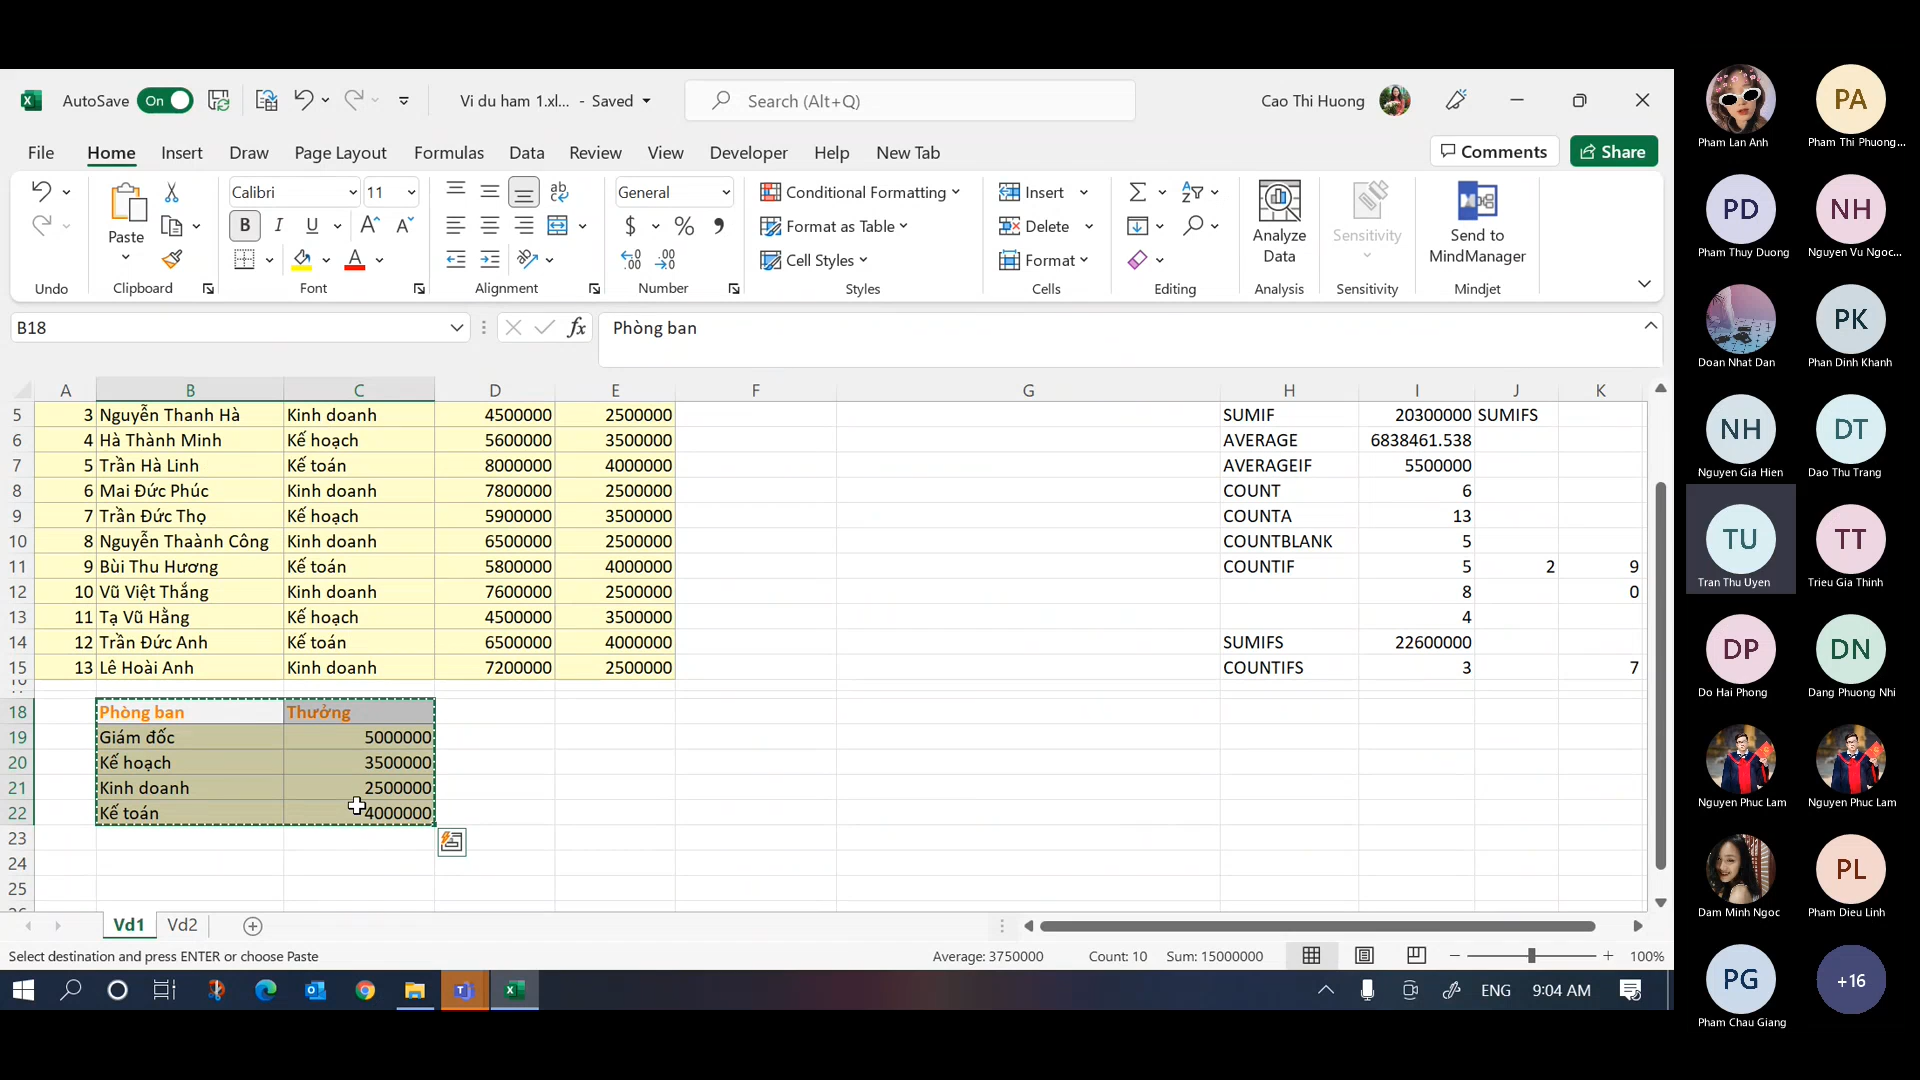 AutoSave On Vi du ham 1.xl... - Saved Search (Alt+Q) Cao Thi Huong
File Home Insert Draw Page Layout Formulas Data Review View Developer Help New Tab Comments Share
Calibri 11 General Conditional Formatting Insert
Paste B I U $ % Format as Table Delete Analyze Data Sensitivity Send to MindManager
Cell Styles Format
Undo Clipboard Font Alignment Number Styles Cells Editing Analysis Sensitivity Mindjet
B18 fx Phòng ban
A B C D E F G H I J K
5 3 Nguyễn Thanh Hà Kinh doanh 4500000 2500000 SUMIF 20300000 SUMIFS
6 4 Hà Thành Minh Kế hoạch 5600000 3500000 AVERAGE 6838461.538
7 5 Trần Hà Linh Kế toán 8000000 4000000 AVERAGEIF 5500000
8 6 Mai Đức Phúc Kinh doanh 7800000 2500000 COUNT 6
9 7 Trần Đức Thọ Kế hoạch 5900000 3500000 COUNTA 13
10 8 Nguyễn Thaành Công Kinh doanh 6500000 2500000 COUNTBLANK 5
11 9 Bùi Thu Hương Kế toán 5800000 4000000 COUNTIF 5 2 9
12 10 Vũ Việt Thắng Kinh doanh 7600000 2500000 8 0
13 11 Tạ Vũ Hằng Kế hoạch 4500000 3500000 4
14 12 Trần Đức Anh Kế toán 6500000 4000000 SUMIFS 22600000
15 13 Lê Hoài Anh Kinh doanh 7200000 2500000 COUNTIFS 3 7
18 Phòng ban Thưởng
19 Giám đốc 5000000
20 Kế hoạch 3500000
21 Kinh doanh 2500000
22 Kế toán 4000000
23
24
25
Vd1 Vd2
Select destination and press ENTER or choose Paste Average: 3750000 Count: 10 Sum: 15000000 100%
ENG 9:04 AM
PA
Pham Lan Anh Pham Thi Phuong...
PD NH
Pham Thuy Duong Nguyen Vu Ngoc...
PK
Doan Nhat Dan Phan Dinh Khanh
NH DT
Nguyen Gia Hien Dao Thu Trang
TU TT
Tran Thu Uyen Trieu Gia Thinh
DP DN
Do Hai Phong Dang Phuong Nhi
Nguyen Phuc Lam Nguyen Phuc Lam
PL
Dam Minh Ngoc Pham Dieu Linh
PG +16
Pham Chau Giang